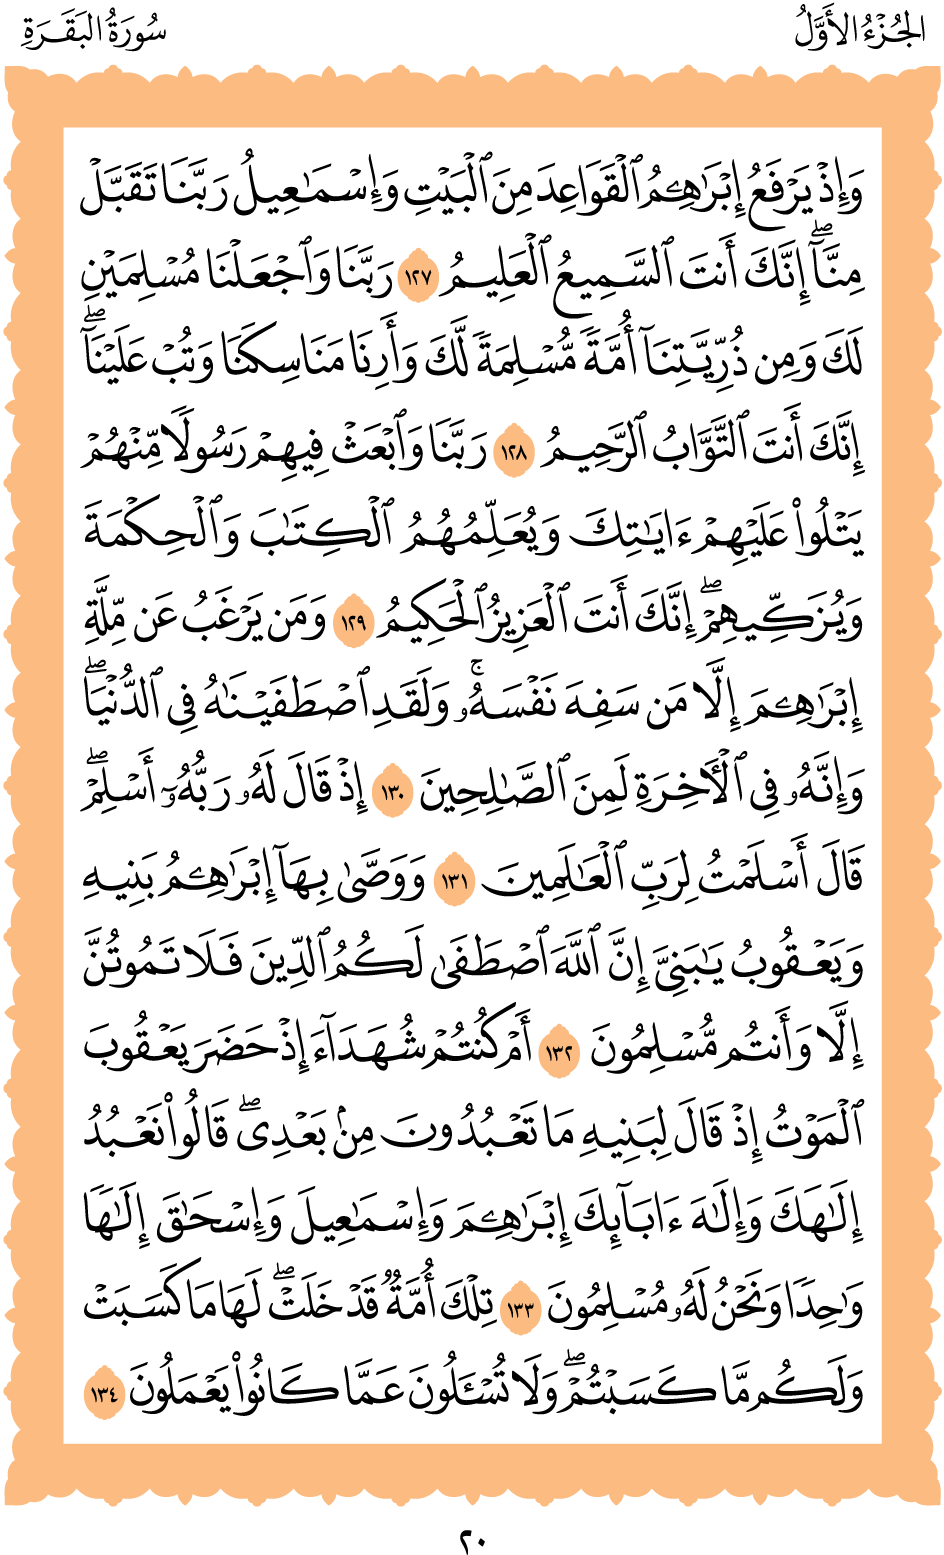 الجُزْءُ الأَوَّلُ
سُورَةُ البَقَرَةِ
وَإِذْ يَرْفَعُ إِبْرَٰهِـۧمُ ٱلْقَوَاعِدَ مِنَ ٱلْبَيْتِ وَإِسْمَـٰعِيلُ رَبَّنَا تَقَبَّلْ
مِنَّآ ۖ إِنَّكَ أَنتَ ٱلسَّمِيعُ ٱلْعَلِيمُ ١٢٧ رَبَّنَا وَٱجْعَلْنَا مُسْلِمَيْنِ
لَكَ وَمِن ذُرِّيَّتِنَآ أُمَّةً مُّسْلِمَةً لَّكَ وَأَرِنَا مَنَاسِكَنَا وَتُبْ عَلَيْنَآ ۖ
إِنَّكَ أَنتَ ٱلتَّوَّابُ ٱلرَّحِيمُ ١٢٨ رَبَّنَا وَٱبْعَثْ فِيهِمْ رَسُولًا مِّنْهُمْ
يَتْلُوا۟ عَلَيْهِمْ ءَايَـٰتِكَ وَيُعَلِّمُهُمُ ٱلْكِتَـٰبَ وَٱلْحِكْمَةَ
وَيُزَكِّيهِمْ ۖ إِنَّكَ أَنتَ ٱلْعَزِيزُ ٱلْحَكِيمُ ١٢٩ وَمَن يَرْغَبُ عَن مِّلَّةِ
إِبْرَٰهِـۧمَ إِلَّا مَن سَفِهَ نَفْسَهُۥ ۚ وَلَقَدِ ٱصْطَفَيْنَـٰهُ فِى ٱلدُّنْيَا ۖ
وَإِنَّهُۥ فِى ٱلْـَٔاخِرَةِ لَمِنَ ٱلصَّـٰلِحِينَ ١٣٠ إِذْ قَالَ لَهُۥ رَبُّهُۥٓ أَسْلِمْ ۖ
قَالَ أَسْلَمْتُ لِرَبِّ ٱلْعَـٰلَمِينَ ١٣١ وَوَصَّىٰ بِهَآ إِبْرَٰهِـۧمُ بَنِيهِ
وَيَعْقُوبُ يَـٰبَنِىَّ إِنَّ ٱللَّهَ ٱصْطَفَىٰ لَكُمُ ٱلدِّينَ فَلَا تَمُوتُنَّ
إِلَّا وَأَنتُم مُّسْلِمُونَ ١٣٢ أَمْ كُنتُمْ شُهَدَآءَ إِذْ حَضَرَ يَعْقُوبَ
ٱلْمَوْتُ إِذْ قَالَ لِبَنِيهِ مَا تَعْبُدُونَ مِنۢ بَعْدِى ۖ قَالُوا۟ نَعْبُدُ
إِلَـٰهَكَ وَإِلَـٰهَ ءَابَآئِكَ إِبْرَٰهِـۧمَ وَإِسْمَـٰعِيلَ وَإِسْحَـٰقَ إِلَـٰهًا
وَٰحِدًا وَنَحْنُ لَهُۥ مُسْلِمُونَ ١٣٣ تِلْكَ أُمَّةٌ قَدْ خَلَتْ ۖ لَهَا مَا كَسَبَتْ
وَلَكُم مَّا كَسَبْتُمْ ۖ وَلَا تُسْـَٔلُونَ عَمَّا كَانُوا۟ يَعْمَلُونَ ١٣٤
٢٠